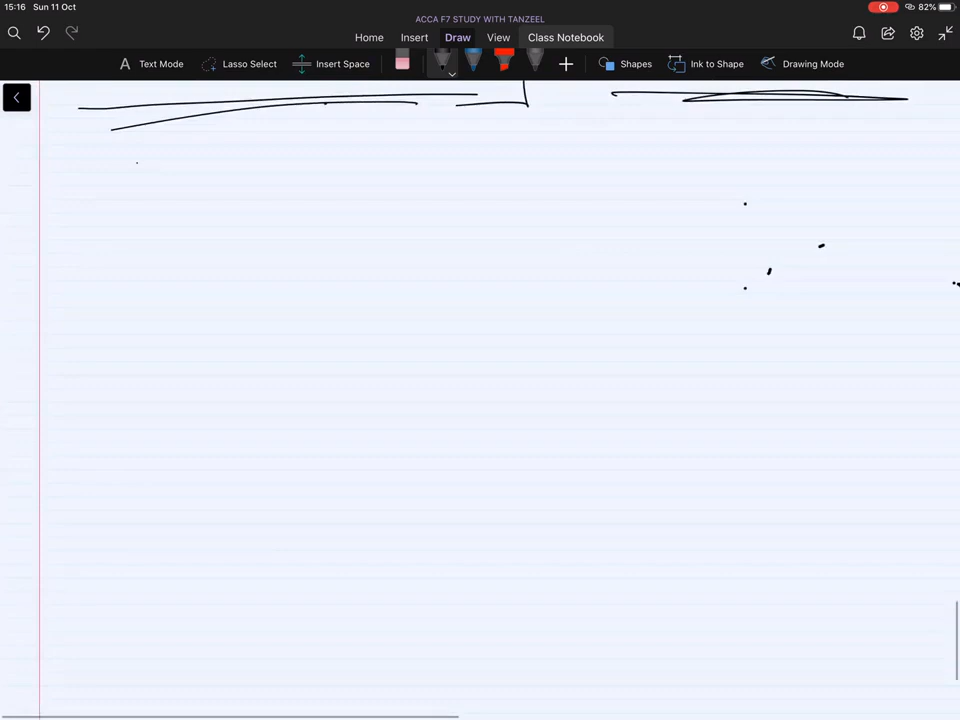 15:16 Sun 11 Oct 82%
ACCA F7 STUDY WITH TANZEEL
Home Insert Draw View Class Notebook
Text Mode Lasso Select Insert Space Shapes Ink to Shape Drawing Mode